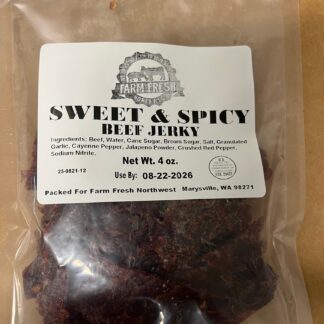 FARM FRESH
SWEET & SPICY
BEEF JERKY
Ingredients: Beef, Water, Cane Sugar, Brown Sugar, Salt, Granulated
Garlic, Cayenne Pepper, Jalapeno Powder, Crushed Red Pepper,
Sodium Nitrite.
Net Wt. 4 oz.
25-0821-12
Use By: 08-22-2026
Packed For Farm Fresh Northwest Marysville, WA 98271